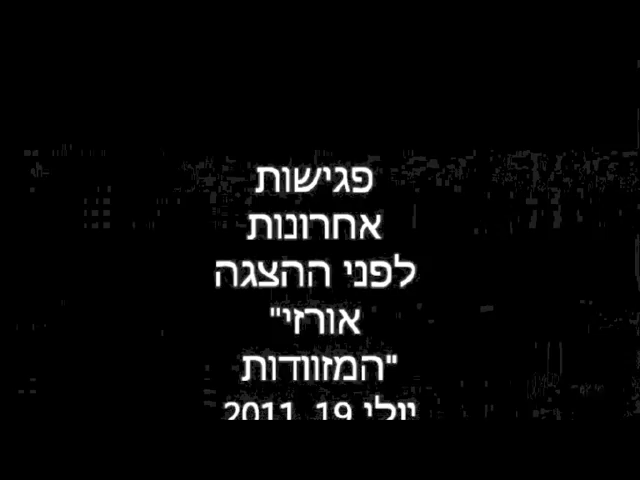 פגישות
אחרונות
לפני ההצגה
אורזי"
"המזוודות
יולי 19 2011